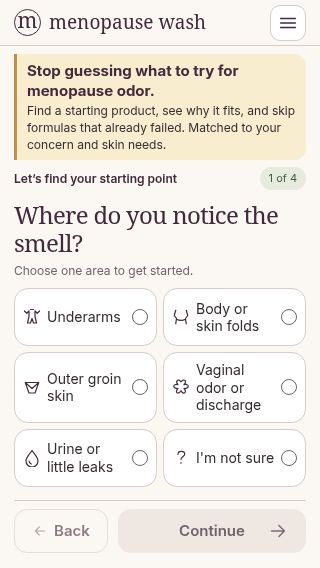 m menopause wash
Stop guessing what to try for
menopause odor.
Find a starting product, see why it fits, and skip
formulas that already failed. Matched to your
concern and skin needs.
Let's find your starting point
1 of 4
Where do you notice the
smell?
Choose one area to get started.
Underarms
Body or
skin folds
Outer groin
skin
Vaginal
odor or
discharge
Urine or
little leaks
? I'm not sure
Back
Continue